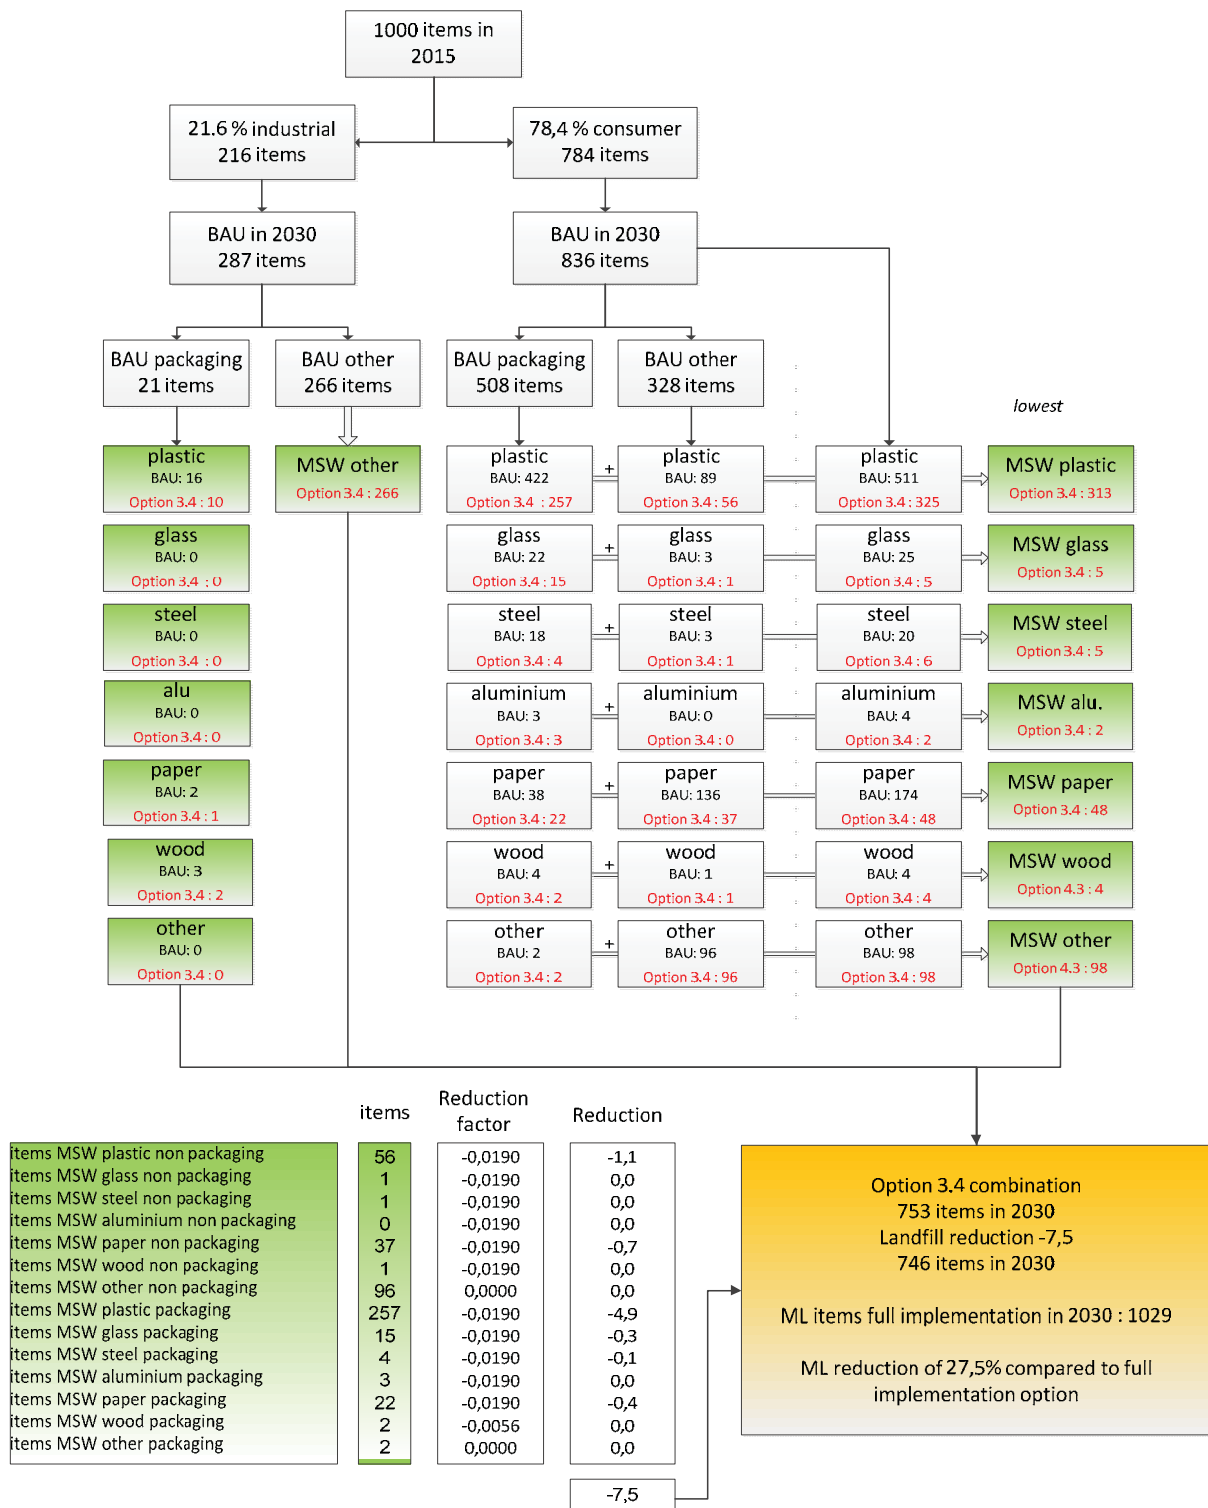 1000 items in
2015
21.6 % industrial
216 items
78,4 % consumer
784 items
BAU in 2030
287 items
BAU in 2030
836 items
BAU packaging
21 items
BAU other
266 items
BAU packaging
508 items
BAU other
328 items
lowest
plastic
BAU: 16
Option 3.4 : 10
MSW other
Option 3.4 : 266
plastic
BAU: 422
Option 3.4 : 257
+
plastic
BAU: 89
Option 3.4 : 56
plastic
BAU: 511
Option 3.4 : 325
MSW plastic
Option 3.4 : 313
glass
BAU: 0
Option 3.4 : 0
glass
BAU: 22
Option 3.4 : 15
+
glass
BAU: 3
Option 3.4 : 1
glass
BAU: 25
Option 3.4 : 5
MSW glass
Option 3.4 : 5
steel
BAU: 0
Option 3.4 : 0
steel
BAU: 18
Option 3.4 : 4
+
steel
BAU: 3
Option 3.4 : 1
steel
BAU: 20
Option 3.4 : 6
MSW steel
Option 3.4 : 5
alu
BAU: 0
Option 3.4 : 0
aluminium
BAU: 3
Option 3.4 : 3
+
aluminium
BAU: 0
Option 3.4 : 0
aluminium
BAU: 4
Option 3.4 : 2
MSW alu.
Option 3.4 : 2
paper
BAU: 2
Option 3.4 : 1
paper
BAU: 38
Option 3.4 : 22
+
paper
BAU: 136
Option 3.4 : 37
paper
BAU: 174
Option 3.4 : 48
MSW paper
Option 3.4 : 48
wood
BAU: 3
Option 3.4 : 2
wood
BAU: 4
Option 3.4 : 2
+
wood
BAU: 1
Option 3.4 : 1
wood
BAU: 4
Option 3.4 : 4
MSW wood
Option 4.3 : 4
other
BAU: 0
Option 3.4 : 0
other
BAU: 2
Option 3.4 : 2
+
other
BAU: 96
Option 3.4 : 96
other
BAU: 98
Option 3.4 : 98
MSW other
Option 4.3 : 98
items
Reduction
factor
Reduction
items MSW plastic non packaging 56 -0,0190 -1,1
items MSW glass non packaging 1 -0,0190 0,0
items MSW steel non packaging 1 -0,0190 0,0
items MSW aluminium non packaging 0 -0,0190 0,0
items MSW paper non packaging 37 -0,0190 -0,7
items MSW wood non packaging 1 -0,0190 0,0
items MSW other non packaging 96 0,0000 0,0
items MSW plastic packaging 257 -0,0190 -4,9
items MSW glass packaging 15 -0,0190 -0,3
items MSW steel packaging 4 -0,0190 -0,1
items MSW aluminium packaging 3 -0,0190 0,0
items MSW paper packaging 22 -0,0190 -0,4
items MSW wood packaging 2 -0,0056 0,0
items MSW other packaging 2 0,0000 0,0
-7,5
Option 3.4 combination
753 items in 2030
Landfill reduction -7,5
746 items in 2030
ML items full implementation in 2030 : 1029
ML reduction of 27,5% compared to full
implementation option